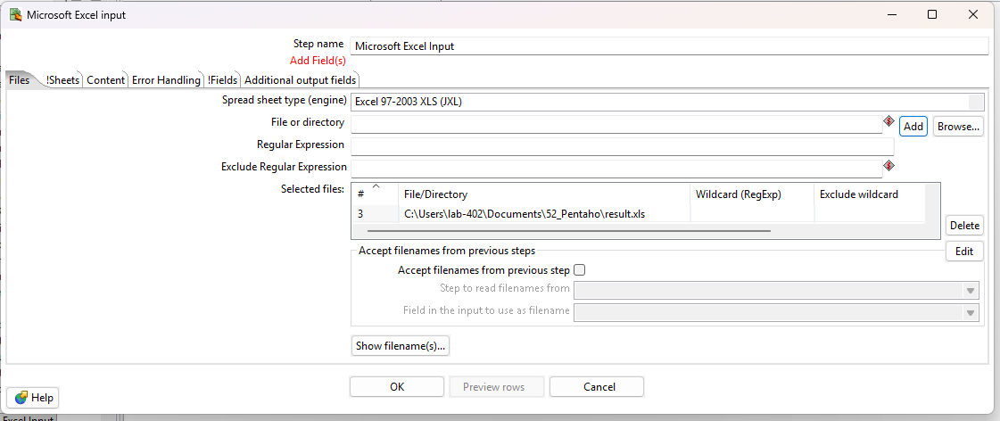 Microsoft Excel input
Step name Microsoft Excel Input
Add Field(s)
Files !Sheets Content Error Handling !Fields Additional output fields
Spread sheet type (engine) Excel 97-2003 XLS (JXL)
File or directory Add Browse...
Regular Expression
Exclude Regular Expression
Selected files: # File/Directory Wildcard (RegExp) Exclude wildcard
3 C:\Users\lab-402\Documents\52_Pentaho\result.xls
Delete
Accept filenames from previous steps Edit
Accept filenames from previous step
Step to read filenames from
Field in the input to use as filename
Show filename(s)...
OK Preview rows Cancel
Help
Excel Input